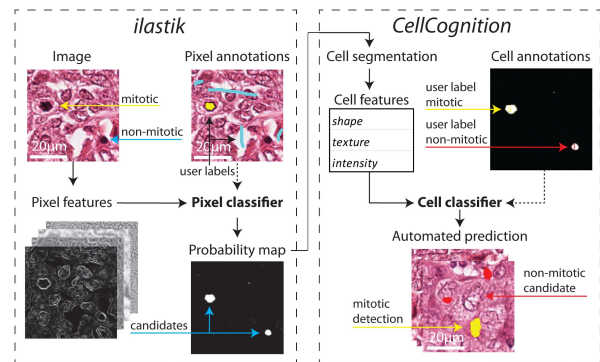 ilastik
CellCognition
Image
Pixel annotations
Cell segmentation
Cell annotations
mitotic
non-mitotic
20µm
20µm
user labels
Cell features
shape
texture
intensity
user label
mitotic
user label
non-mitotic
Pixel features
Pixel classifier
Cell classifier
Probability map
Automated prediction
candidates
non-mitotic
candidate
mitotic
detection
20µm